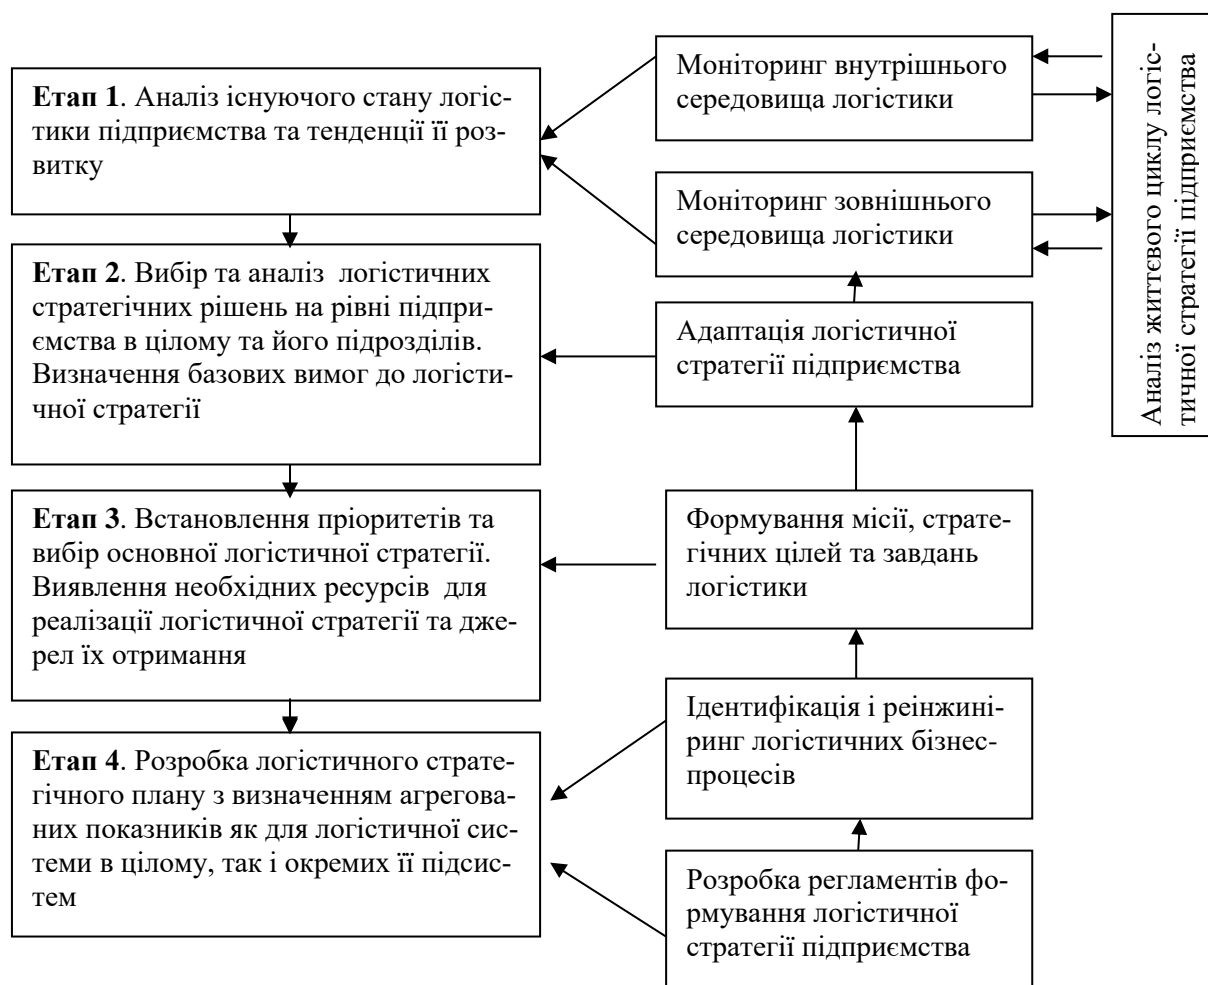 Етап 1. Аналіз існуючого стану логіс-
тики підприємства та тенденції її роз-
витку
Етап 2. Вибір та аналіз логістичних
стратегічних рішень на рівні підпри-
ємства в цілому та його підрозділів.
Визначення базових вимог до логісти-
чної стратегії
Етап 3. Встановлення пріоритетів та
вибір основної логістичної стратегії.
Виявлення необхідних ресурсів для
реалізації логістичної стратегії та дже-
рел їх отримання
Етап 4. Розробка логістичного страте-
гічного плану з визначенням агрегова-
них показників як для логістичної сис-
теми в цілому, так і окремих її підсис-
тем
Моніторинг внутрішнього
середовища логістики
Моніторинг зовнішнього
середовища логістики
Адаптація логістичної
стратегії підприємства
Формування місії, страте-
гічних цілей та завдань
логістики
Ідентифікація і реінжині-
ринг логістичних бізнес-
процесів
Розробка регламентів фо-
рмування логістичної
стратегії підприємства
Аналіз життєвого циклу логіс-
тичної стратегії підприємства